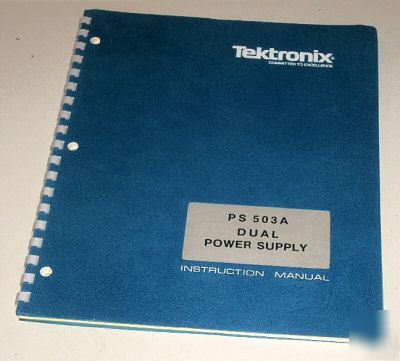 Tektronix®
COMMITTED TO EXCELLENCE
PS 503A
DUAL
POWER SUPPLY
INSTRUCTION MANUAL